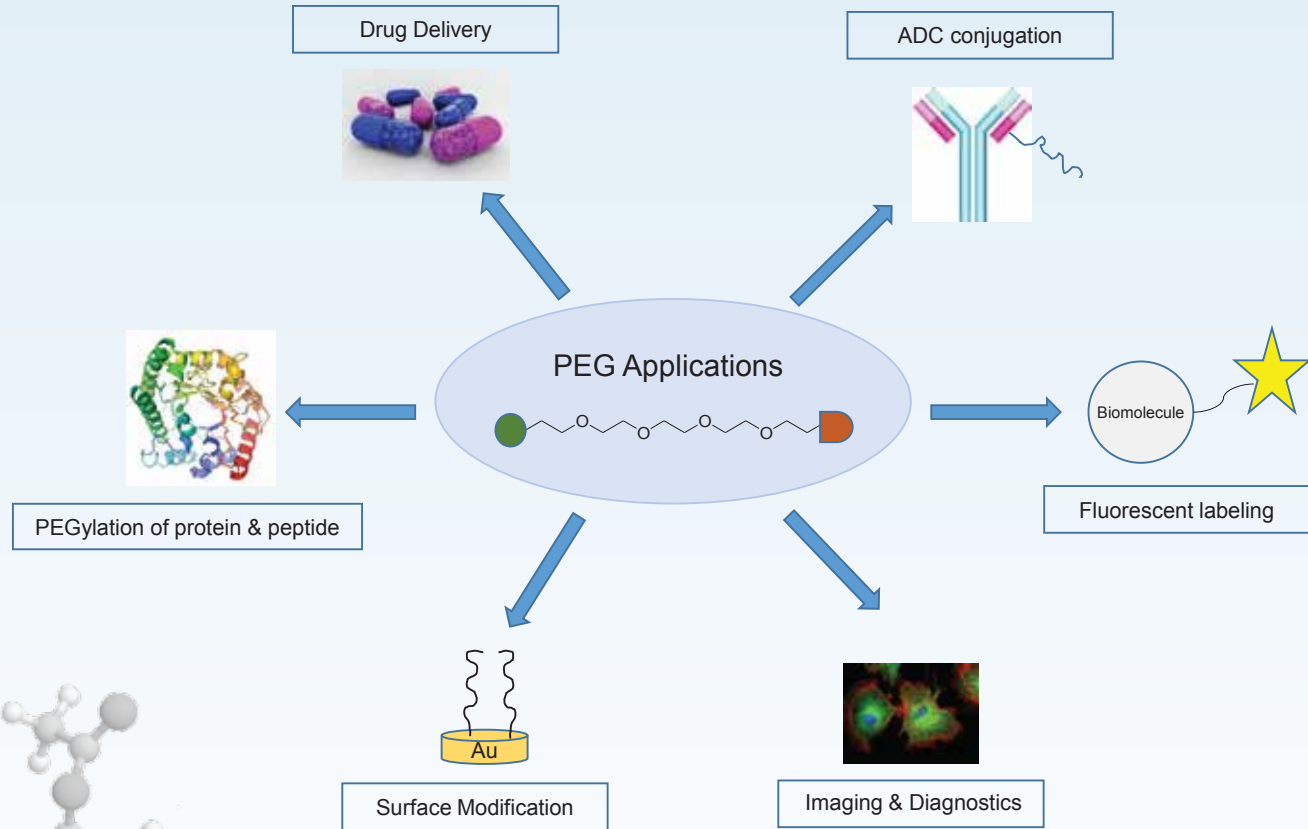 Drug Delivery
ADC conjugation
PEG Applications
O
O
O
O
Biomolecule
PEGylation of protein & peptide
Fluorescent labeling
Au
Surface Modification
Imaging & Diagnostics